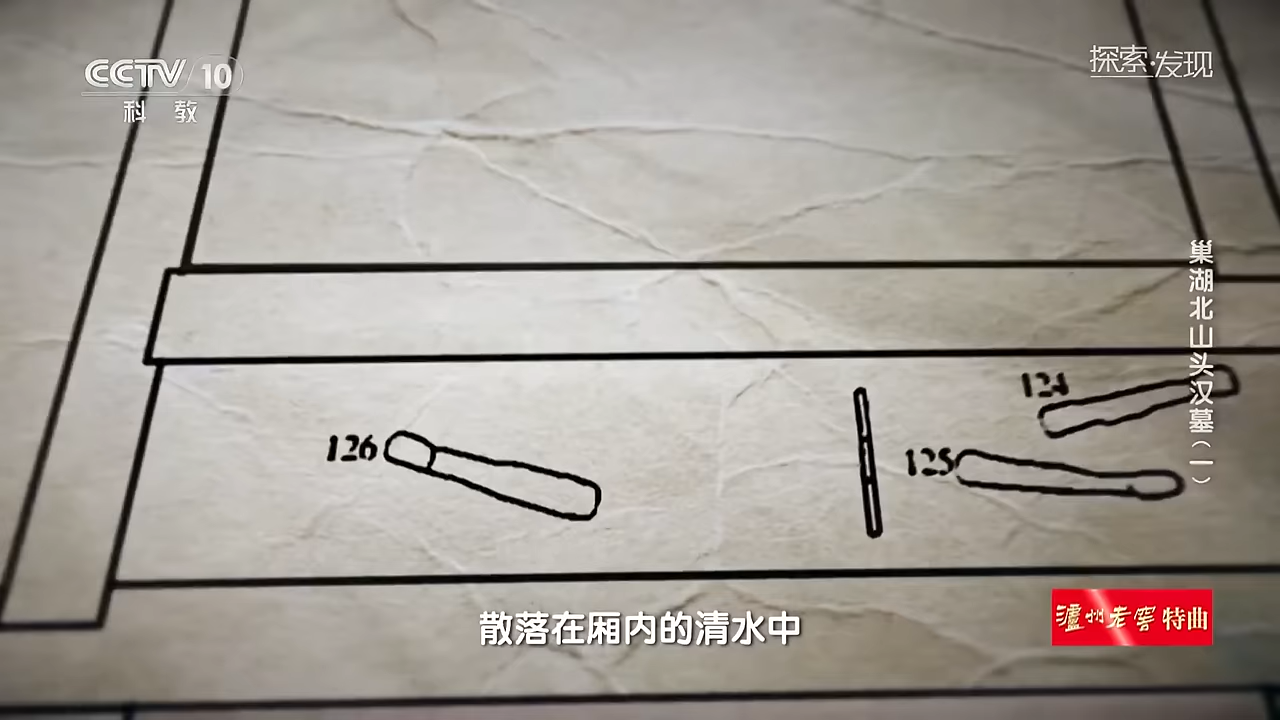 CCTV 10
科 教
探索·发现
巢湖北山头汉墓(一)
124
126
125
散落在厢内的清水中
泸州老窖 特曲